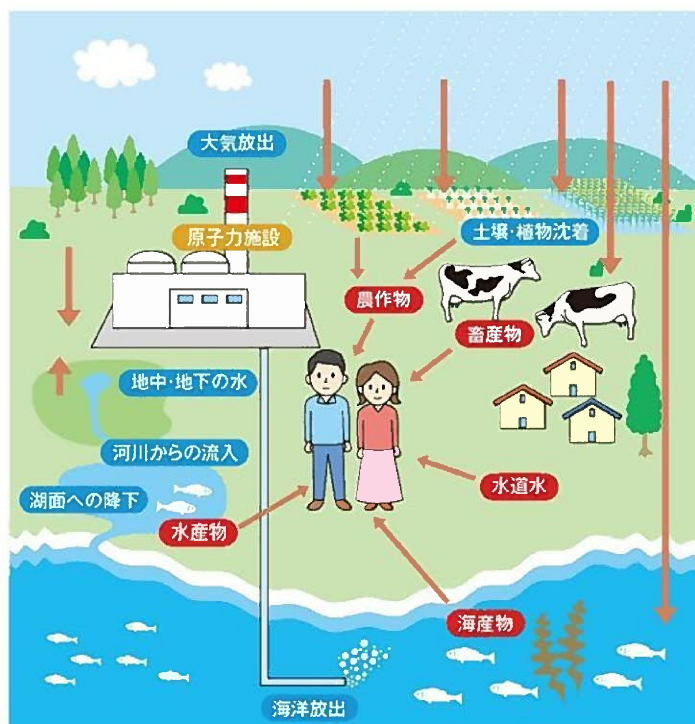 大気放出
原子力施設
土壌・植物沈着
農作物
畜産物
地中・地下の水
河川からの流入
湖面への降下
水道水
水産物
海産物
海洋放出